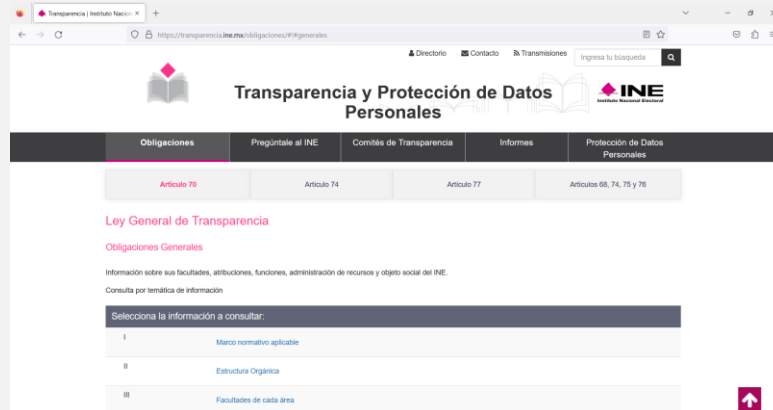 Transparencia | Instituto Nacion
https://transparencia.ine.mx/obligaciones/#!#generales
Directorio Contacto Transmisiones Ingresa tu búsqueda
Transparencia y Protección de Datos
Personales
INE
Instituto Nacional Electoral
Obligaciones Pregúntale al INE Comités de Transparencia Informes Protección de Datos
Personales
Artículo 70 Artículo 74 Artículo 77 Artículos 68, 74, 75 y 76
Ley General de Transparencia
Obligaciones Generales
Información sobre sus facultades, atribuciones, funciones, administración de recursos y objeto social del INE.
Consulta por temática de información
Selecciona la información a consultar:
I Marco normativo aplicable
II Estructura Orgánica
III Facultades de cada área